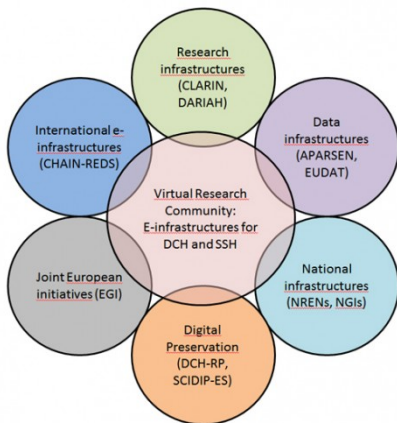 Research
infrastructures
(CLARIN,
DARIAH)
International e-
infrastructures
(CHAIN-REDS)
Data
infrastructures
(APARSEN,
EUDAT)
Virtual Research
Community:
E-infrastructures for
DCH and SSH
Joint European
initiatives (EGI)
National
infrastructures
(NRENs, NGIs)
Digital
Preservation
(DCH-RP,
SCIDIP-ES)